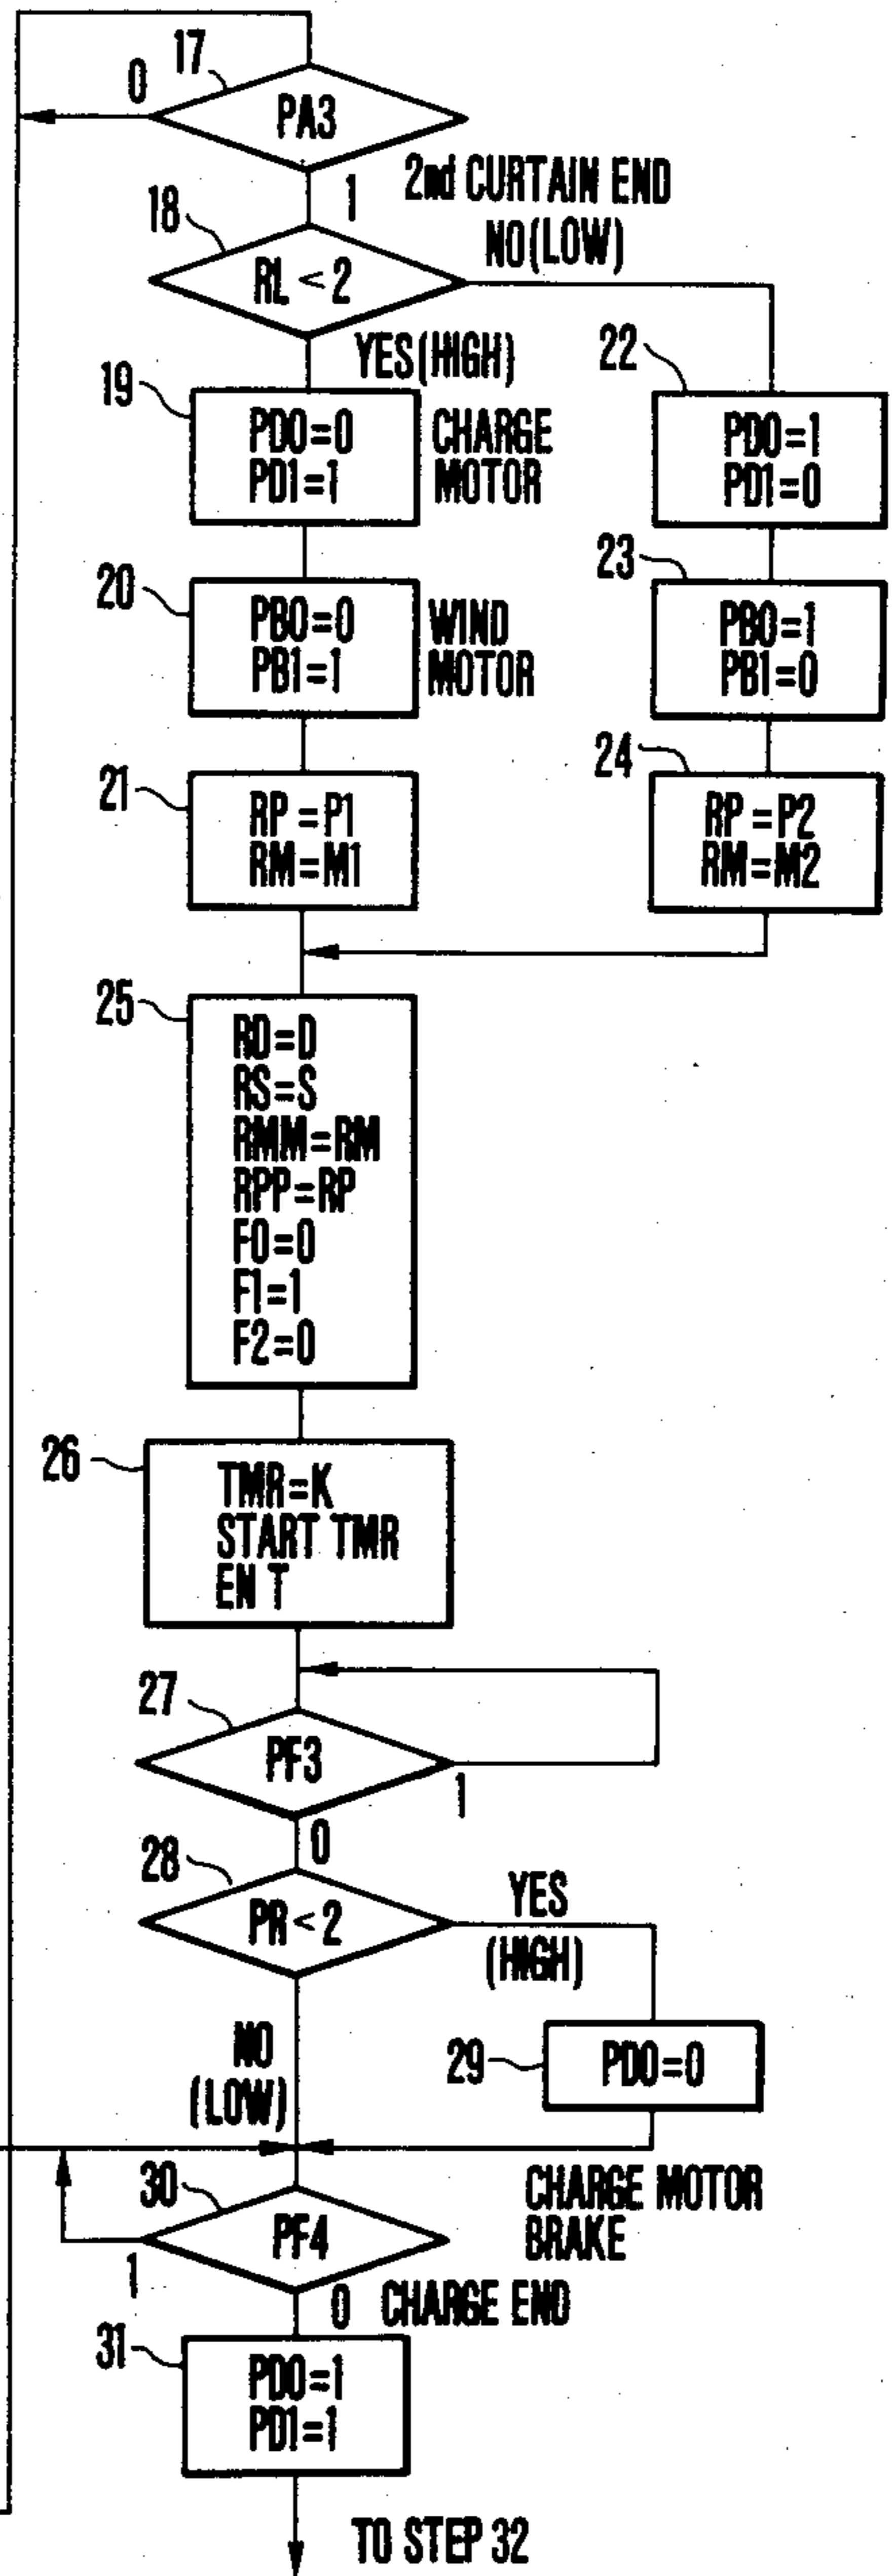 17
0
PA3
1
2nd CURTAIN END
18
RL < 2
NO(LOW)
YES(HIGH)
19
PD0=0
PD1=1
CHARGE
MOTOR
22
PD0=1
PD1=0
20
PB0=0
PB1=1
WIND
MOTOR
23
PB0=1
PB1=0
21
RP=P1
RM=M1
24
RP=P2
RM=M2
25
RD=D
RS=S
RMM=RM
RPP=RP
F0=0
F1=1
F2=0
26
TMR=K
START TMR
EN T
27
PF3
1
0
28
PR < 2
YES
(HIGH)
NO
(LOW)
29
PD0=0
CHARGE MOTOR
BRAKE
30
PF4
1
0
CHARGE END
31
PD0=1
PD1=1
TO STEP 32